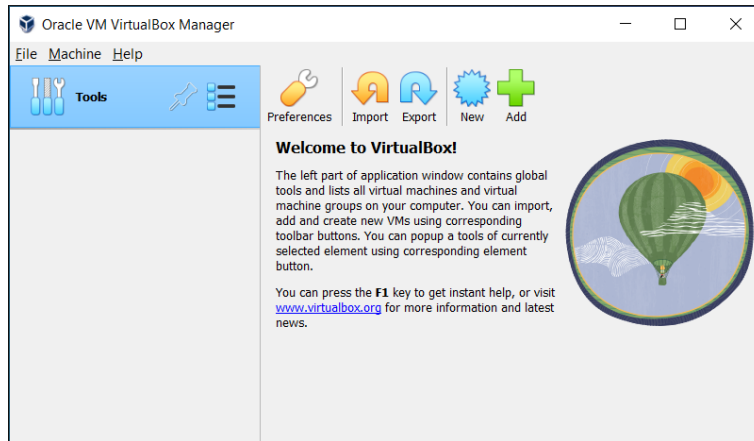 Oracle VM VirtualBox Manager
File Machine Help
Tools
Preferences Import Export New Add
Welcome to VirtualBox!
The left part of application window contains global
tools and lists all virtual machines and virtual
machine groups on your computer. You can import,
add and create new VMs using corresponding
toolbar buttons. You can popup a tools of currently
selected element using corresponding element
button.
You can press the F1 key to get instant help, or visit
www.virtualbox.org for more information and latest
news.